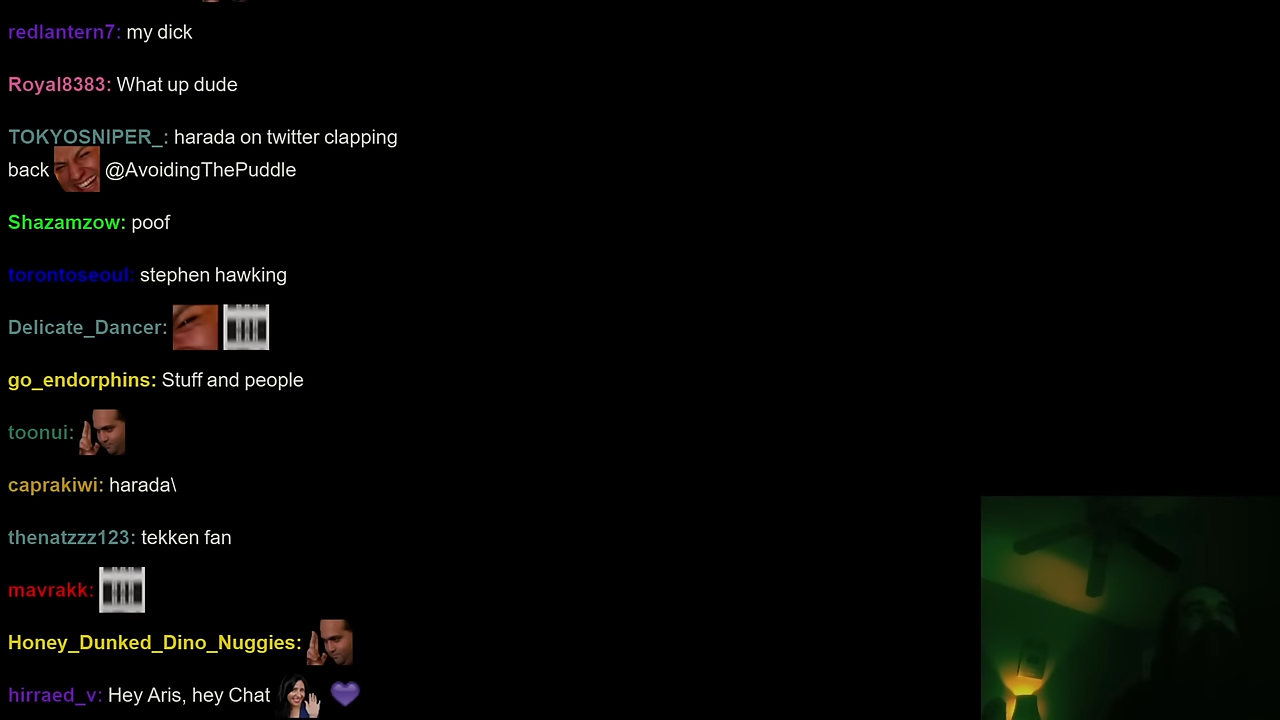 redlantern7: my dick
Royal8383: What up dude
TOKYOSNIPER_: harada on twitter clapping
back @AvoidingThePuddle
Shazamzow: poof
torontoseoul: stephen hawking
Delicate_Dancer:
go_endorphins: Stuff and people
toonui:
caprakiwi: harada\
thenatzzz123: tekken fan
mavrakk:
Honey_Dunked_Dino_Nuggies:
hirraed_v: Hey Aris, hey Chat